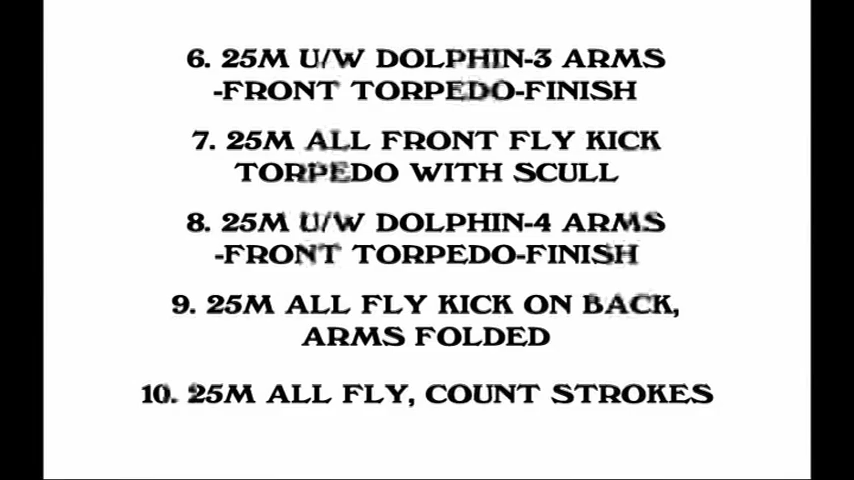 6. 25M U/W DOLPHIN-3 ARMS
-FRONT TORPEDO-FINISH
7. 25M ALL FRONT FLY KICK
TORPEDO WITH SCULL
8. 25M U/W DOLPHIN-4 ARMS
-FRONT TORPEDO-FINISH
9. 25M ALL FLY KICK ON BACK,
ARMS FOLDED
10. 25M ALL FLY, COUNT STROKES